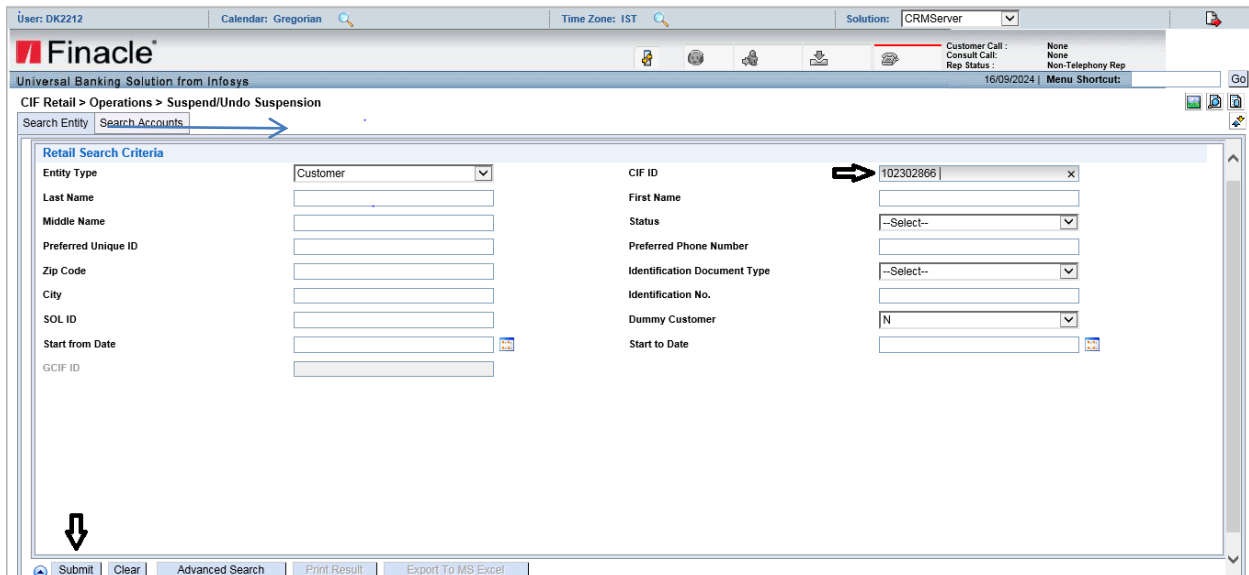 User: DK2212 Calendar: Gregorian Time Zone: IST Solution: CRMServer
Finacle
Customer Call : None
Consult Call: None
Rep Status : Non-Telephony Rep
Universal Banking Solution from Infosys 16/09/2024 | Menu Shortcut: Go
CIF Retail > Operations > Suspend/Undo Suspension
Search Entity Search Accounts
Retail Search Criteria
Entity Type Customer CIF ID 102302866
Last Name First Name
Middle Name Status --Select--
Preferred Unique ID Preferred Phone Number
Zip Code Identification Document Type --Select--
City Identification No.
SOL ID Dummy Customer N
Start from Date Start to Date
GCIF ID
Submit Clear Advanced Search Print Result Export To MS Excel